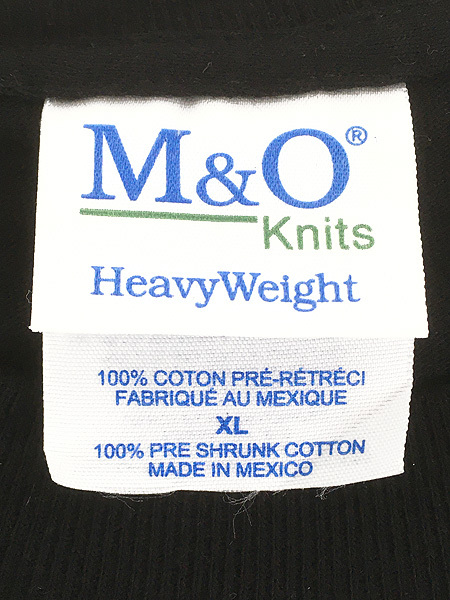 M&O®
Knits
HeavyWeight
100% COTON PRÉ-RÉTRÉCI
FABRIQUÉ AU MEXIQUE
XL
100% PRE SHRUNK COTTON
MADE IN MEXICO